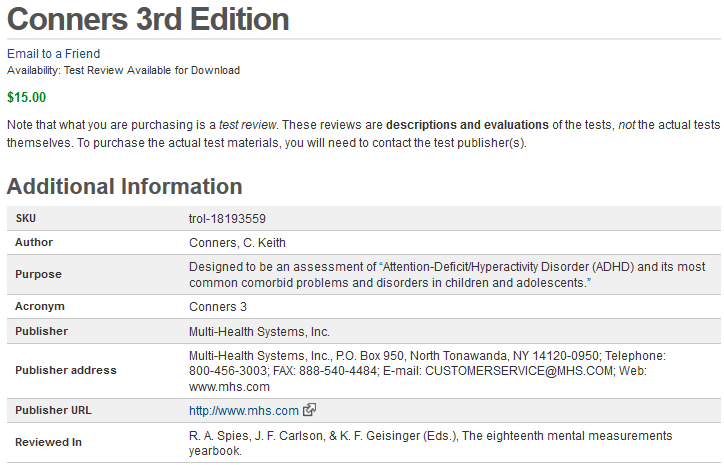 Conners 3rd Edition
Email to a Friend
Availability: Test Review Available for Download
$15.00
Note that what you are purchasing is a test review. These reviews are descriptions and evaluations of the tests, not the actual tests
themselves. To purchase the actual test materials, you will need to contact the test publisher(s).
Additional Information
SKU trol-18193559
Author Conners, C. Keith
Purpose Designed to be an assessment of “Attention-Deficit/Hyperactivity Disorder (ADHD) and its most
common comorbid problems and disorders in children and adolescents.”
Acronym Conners 3
Publisher Multi-Health Systems, Inc.
Publisher address Multi-Health Systems, Inc., P.O. Box 950, North Tonawanda, NY 14120-0950; Telephone:
800-456-3003; FAX: 888-540-4484; E-mail: CUSTOMERSERVICE@MHS.COM; Web:
www.mhs.com
Publisher URL http://www.mhs.com
Reviewed In R. A. Spies, J. F. Carlson, & K. F. Geisinger (Eds.), The eighteenth mental measurements
yearbook.